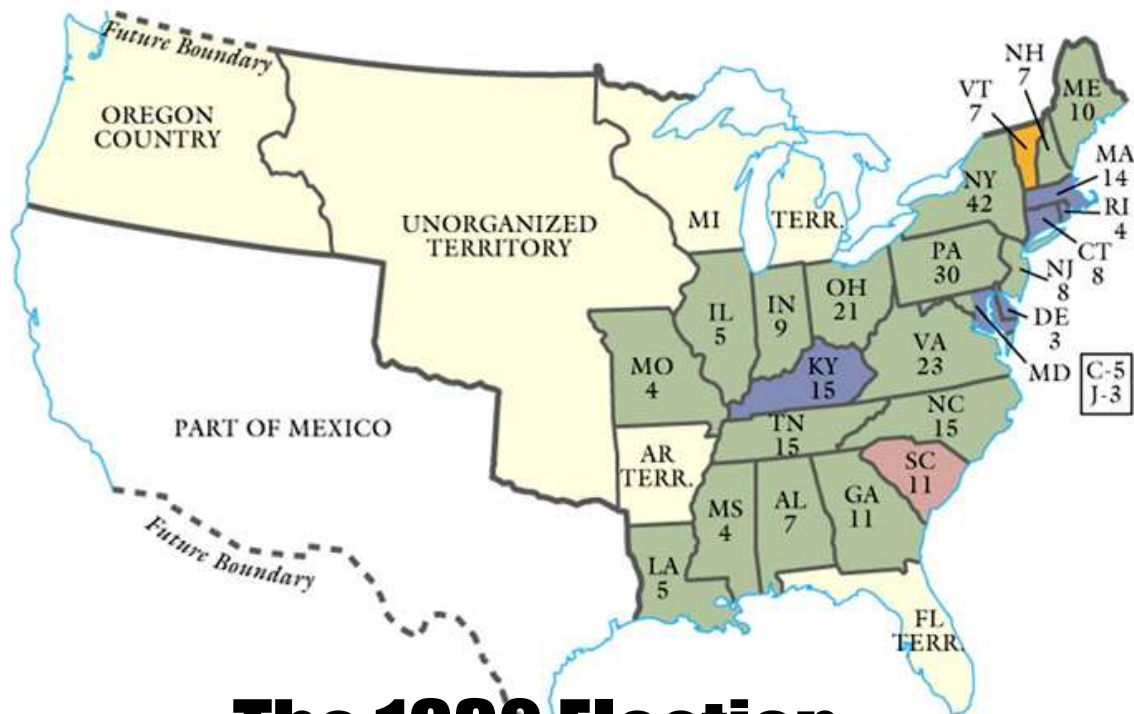 Future Boundary
OREGON
COUNTRY
UNORGANIZED
TERRITORY
MI
TERR.
NH
7
VT
7
ME
10
MA
14
NY
42
RI
4
CT
8
PA
30
NJ
8
OH
21
IN
9
IL
5
DE
3
VA
23
MD
C-5
J-3
MO
4
KY
15
NC
15
TN
15
PART OF MEXICO
AR
TERR.
SC
11
MS
4
AL
7
GA
11
LA
5
Future Boundary
FL
TERR.
The Election